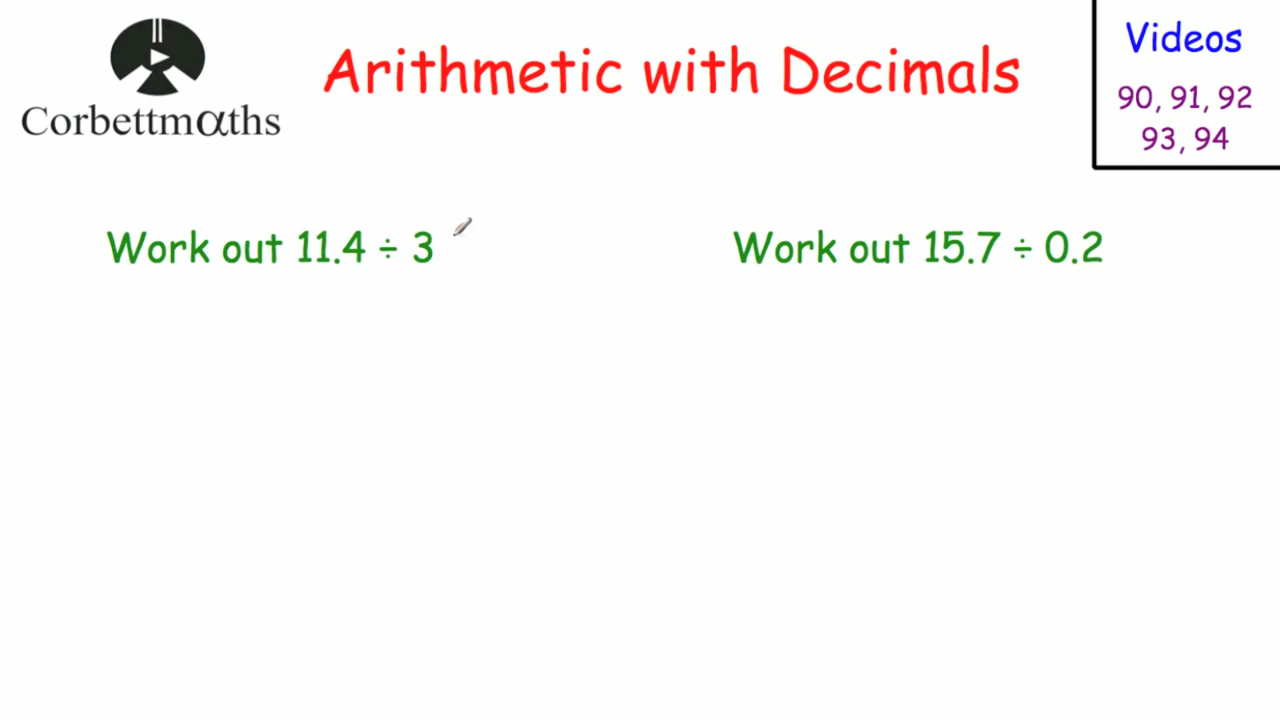 Corbettmαths
Arithmetic with Decimals
Videos
90, 91, 92
93, 94
Work out 11.4 ÷ 3
Work out 15.7 ÷ 0.2